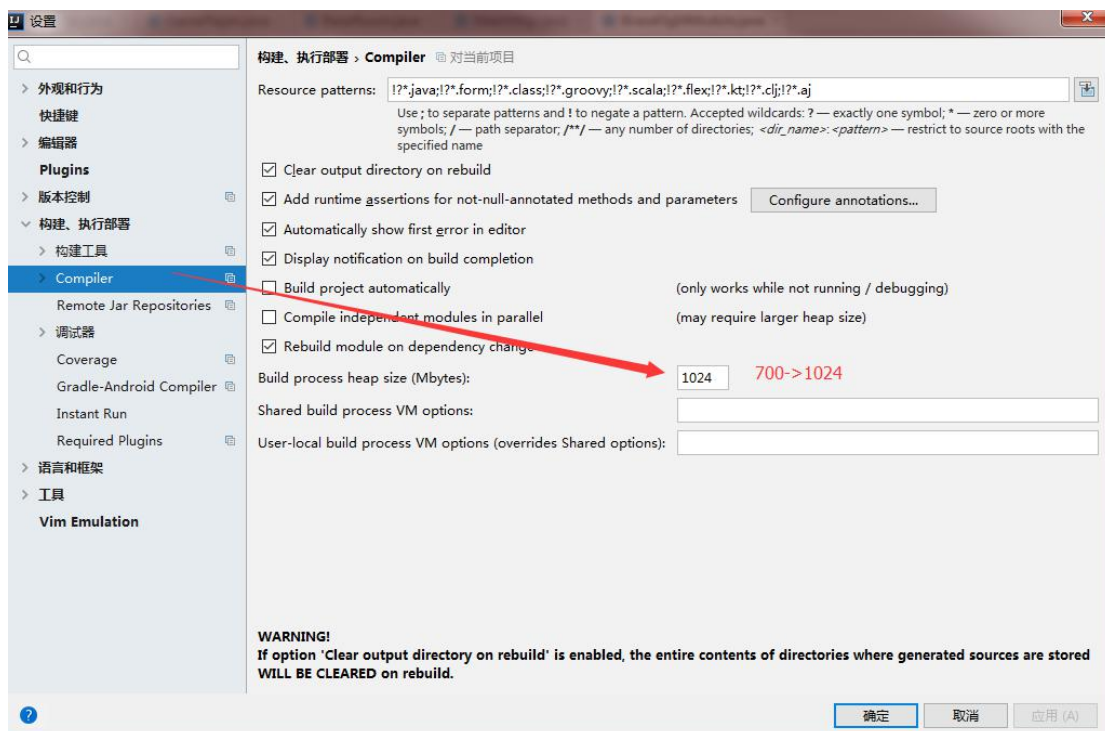 设置
外观和行为
快捷键
编辑器
Plugins
版本控制
构建、执行部署
构建工具
Compiler
Remote Jar Repositories
调试器
Coverage
Gradle-Android Compiler
Instant Run
Required Plugins
语言和框架
工具
Vim Emulation
构建、执行部署 › Compiler 对当前项目
Resource patterns: !?*.java;!?*.form;!?*.class;!?*.groovy;!?*.scala;!?*.flex;!?*.kt;!?*.clj;!?*.aj
Use ; to separate patterns and ! to negate a pattern. Accepted wildcards: ? — exactly one symbol; * — zero or more
symbols; / — path separator; /**/ — any number of directories; <dir_name>:<pattern> — restrict to source roots with the
specified name
Clear output directory on rebuild
Add runtime assertions for not-null-annotated methods and parameters Configure annotations...
Automatically show first error in editor
Display notification on build completion
Build project automatically (only works while not running / debugging)
Compile independent modules in parallel (may require larger heap size)
Rebuild module on dependency change
Build process heap size (Mbytes): 1024 700->1024
Shared build process VM options:
User-local build process VM options (overrides Shared options):
WARNING!
If option 'Clear output directory on rebuild' is enabled, the entire contents of directories where generated sources are stored
WILL BE CLEARED on rebuild.
确定 取消 应用 (A)